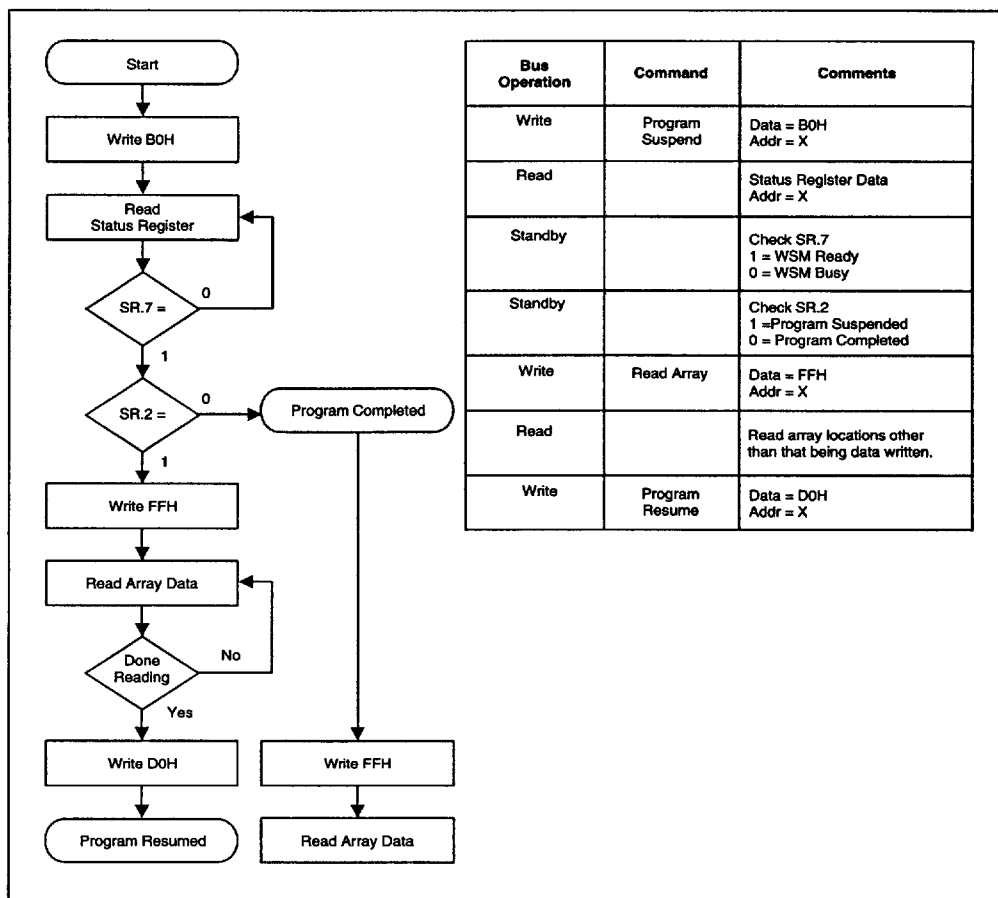 Start
Write B0H
Read
Status Register
SR.7 =
0
1
SR.2 =
0
Program Completed
1
Write FFH
Read Array Data
Done
Reading
No
Yes
Write D0H
Write FFH
Program Resumed
Read Array Data
Bus
Operation
Command
Comments
Write
Program
Suspend
Data = B0H
Addr = X
Read
Status Register Data
Addr = X
Standby
Check SR.7
1 = WSM Ready
0 = WSM Busy
Standby
Check SR.2
1 =Program Suspended
0 = Program Completed
Write
Read Array
Data = FFH
Addr = X
Read
Read array locations other
than that being data written.
Write
Program
Resume
Data = D0H
Addr = X